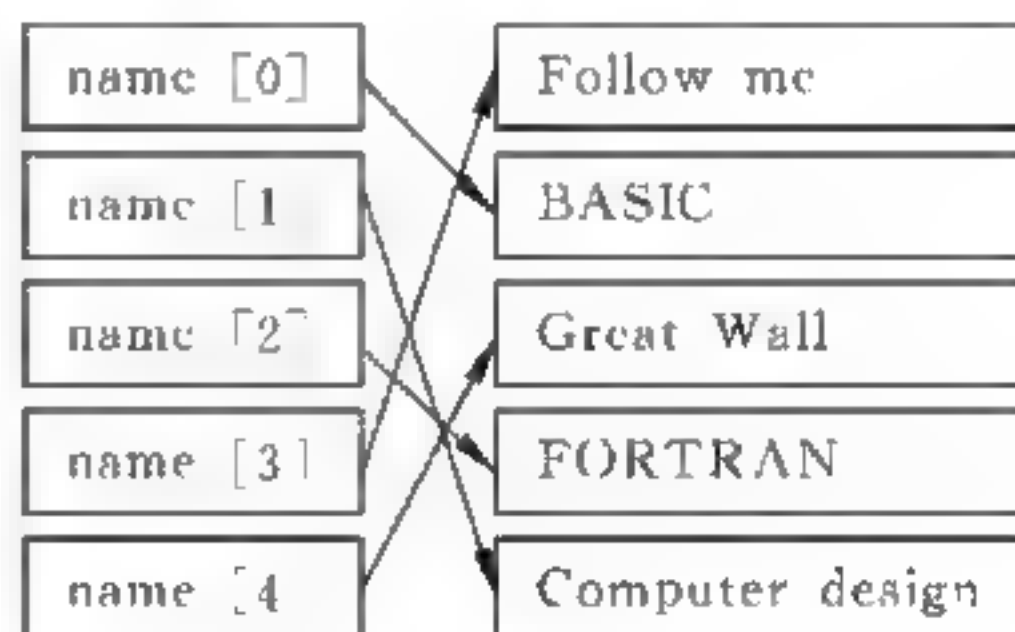 name [0] Follow me
name [1 BASIC
name [2] Great Wall
name [3] FORTRAN
name [4 Computer design